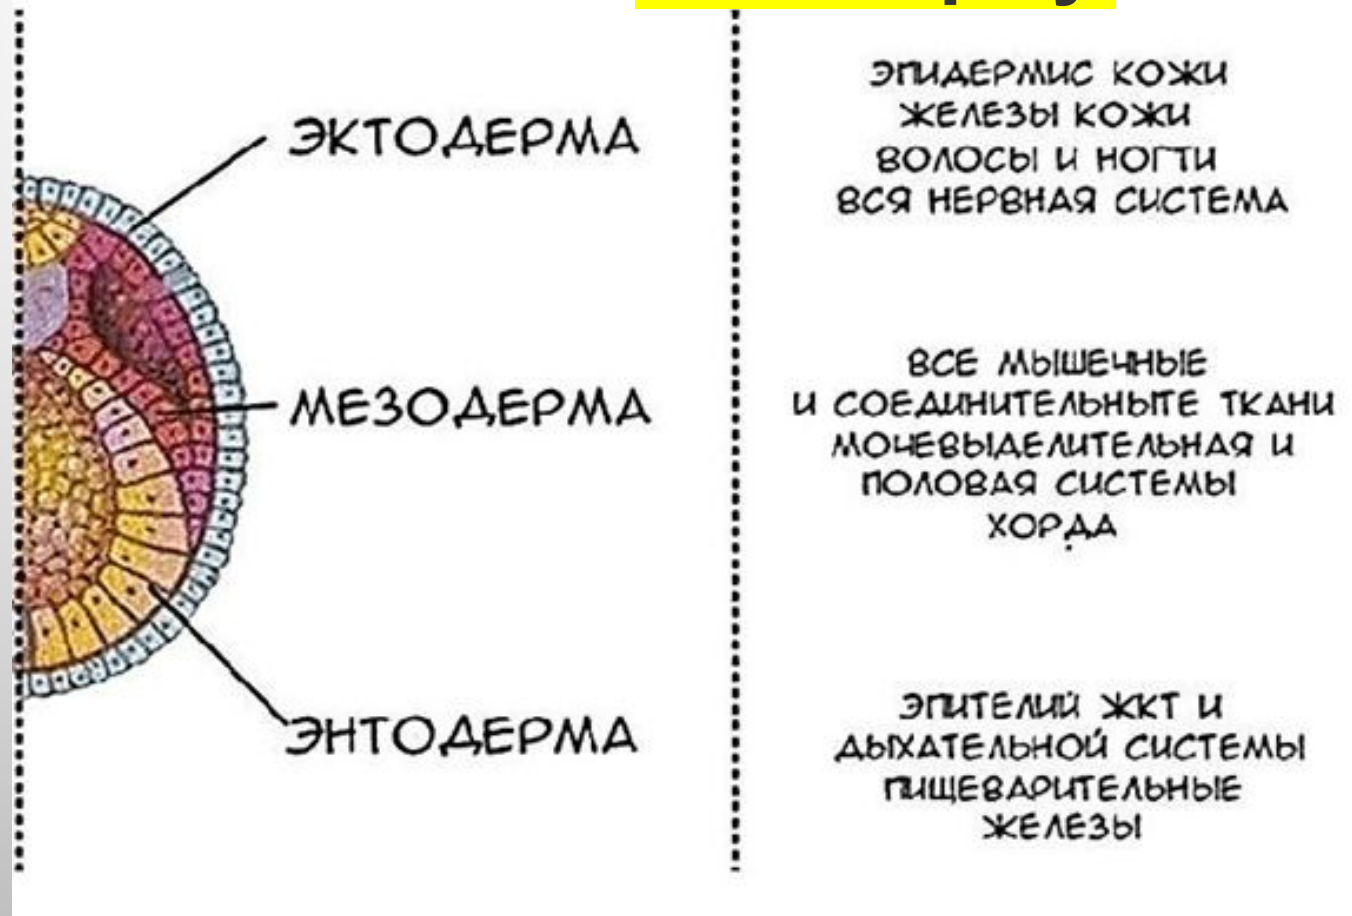 ЭКТОДЕРМА
ЭПИДЕРМИС КОЖИ
ЖЕЛЕЗЫ КОЖИ
ВОЛОСЫ И НОГТИ
ВСЯ НЕРВНАЯ СИСТЕМА
МЕЗОДЕРМА
ВСЕ МЫШЕЧНЫЕ
И СОЕДИНИТЕЛЬНЫТЕ ТКАНИ
МОЧЕВЫДЕЛИТЕЛЬНАЯ И
ПОЛОВАЯ СИСТЕМЫ
ХОРДА
ЭНТОДЕРМА
ЭПИТЕЛИЙ ЖКТ И
ДЫХАТЕЛЬНОЙ СИСТЕМЫ
ПИЩЕВАРИТЕЛЬНЫЕ
ЖЕЛЕЗЫ